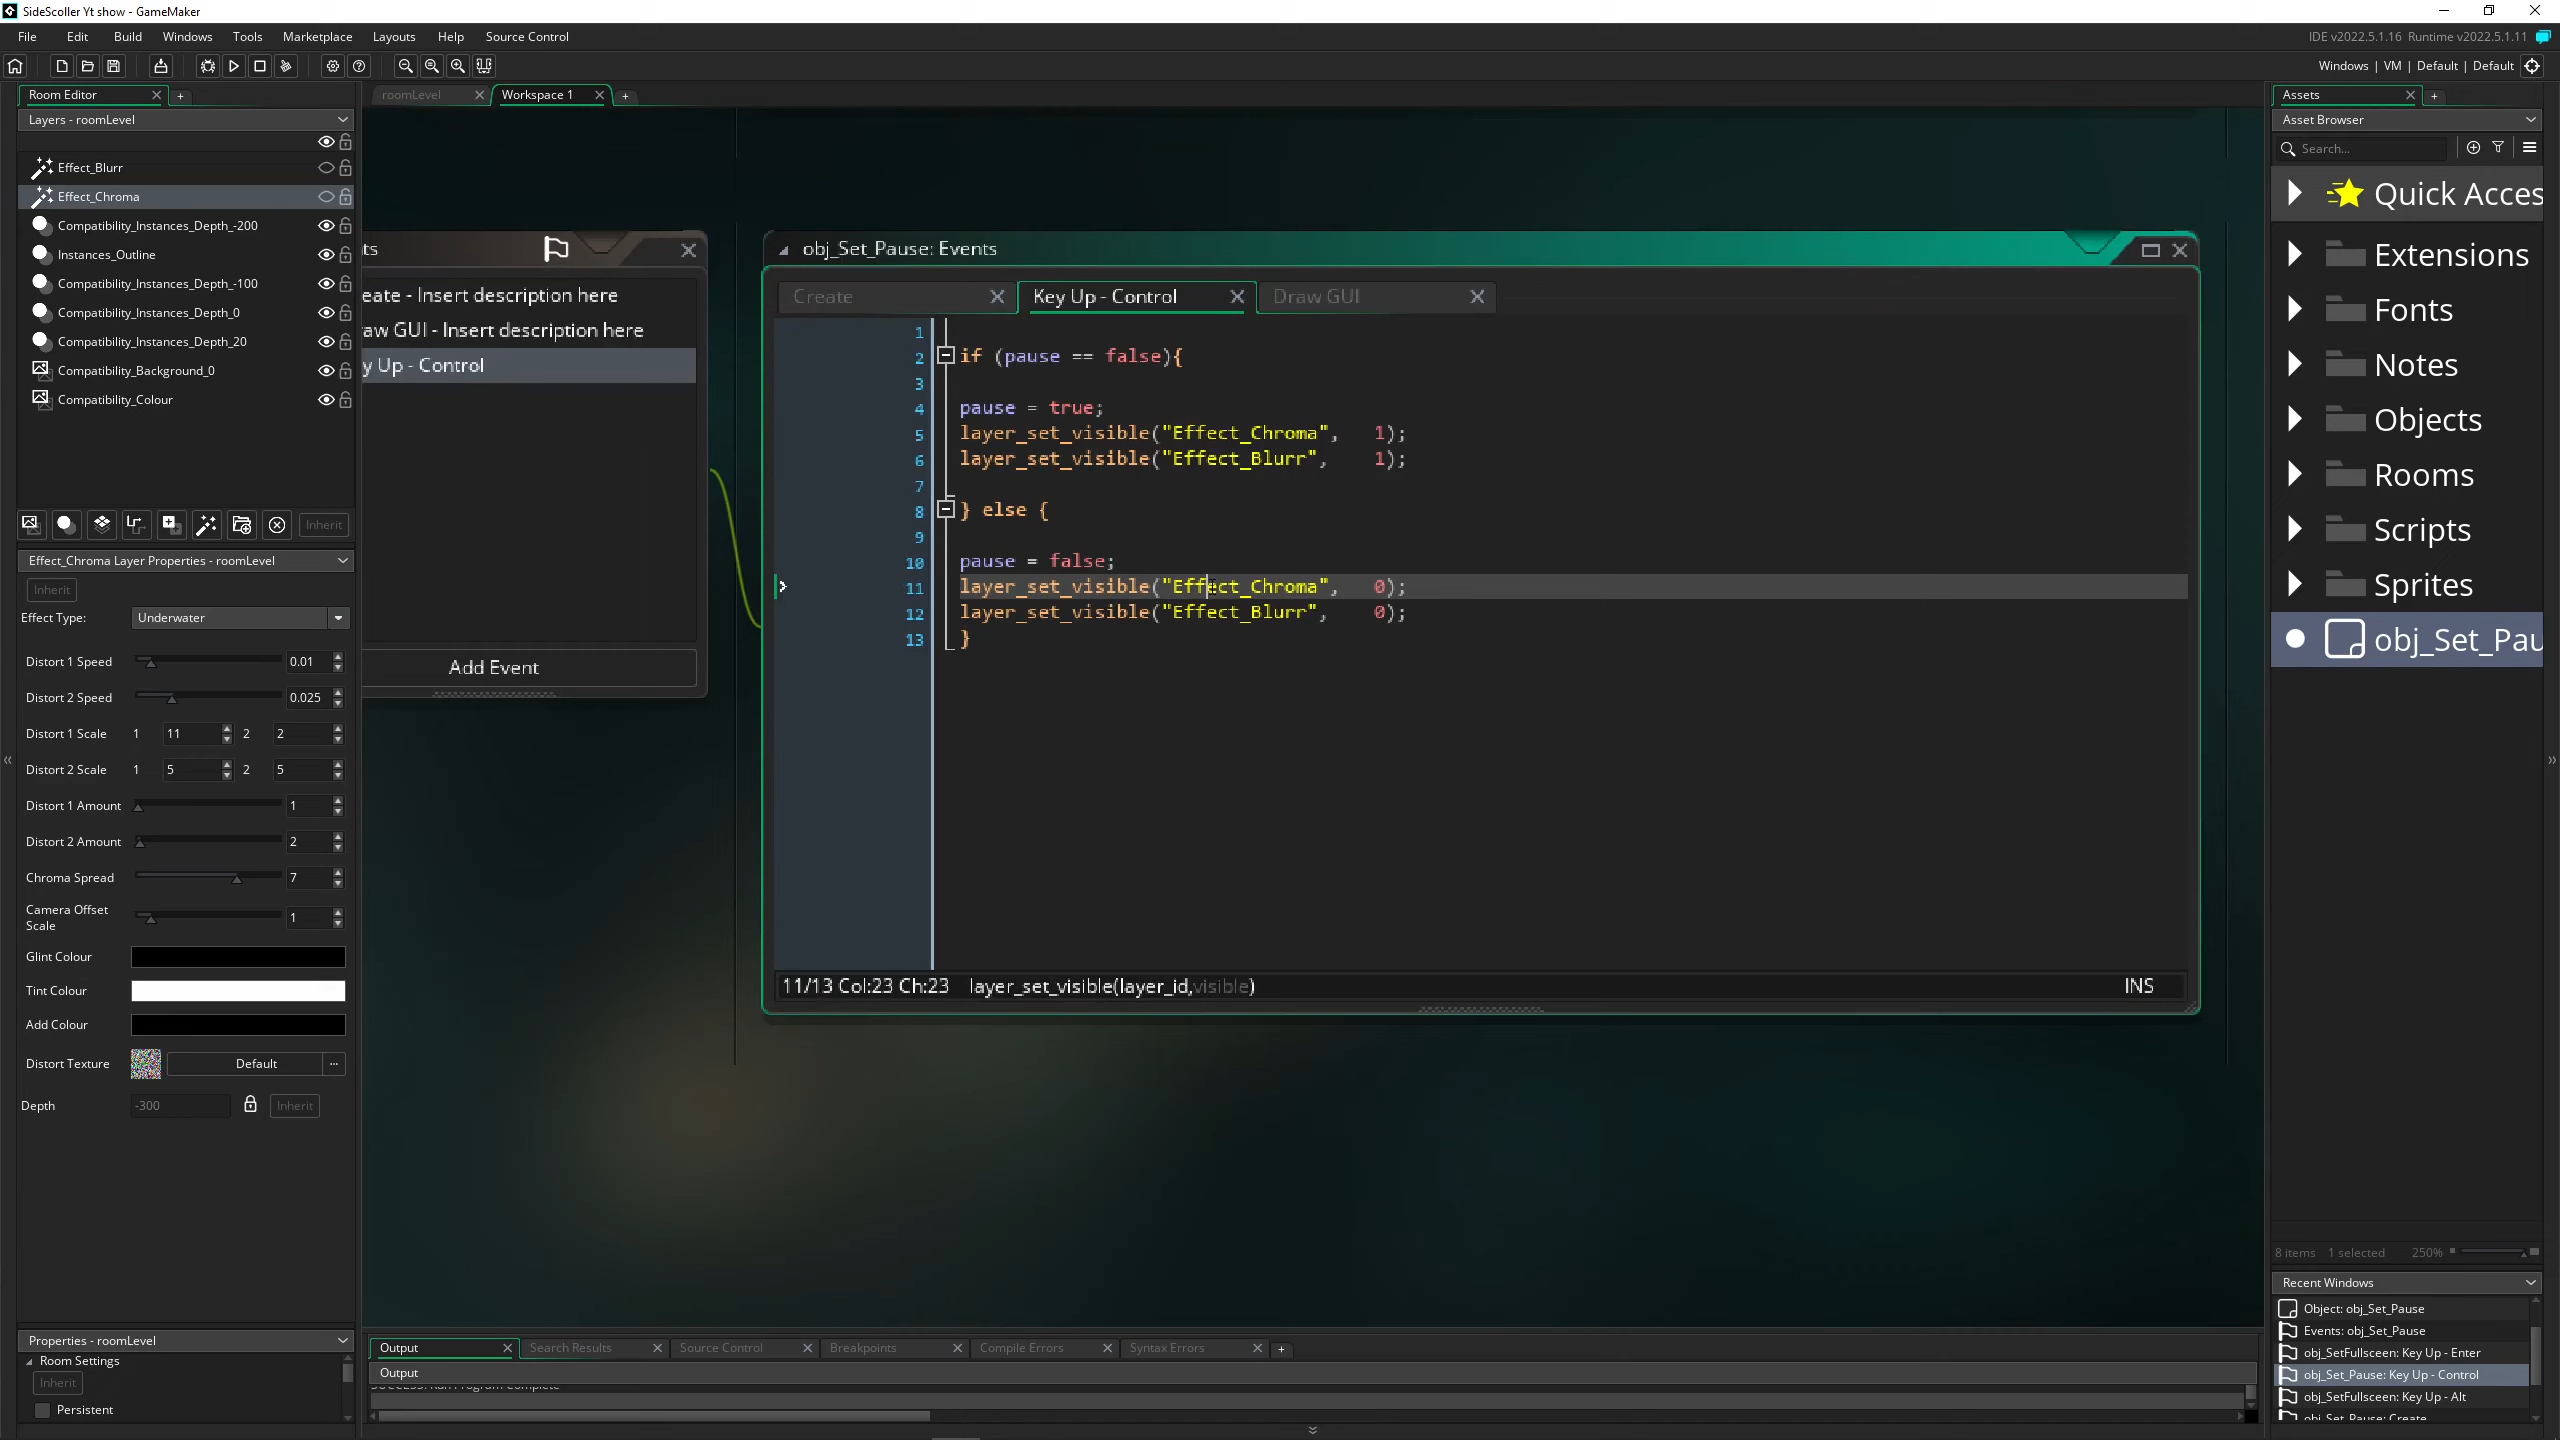 SideScoller Yt show - GameMaker
File Edit Build Windows Tools Marketplace Layouts Help Source Control
IDE v2022.5.1.16 Runtime v2022.5.1.11
Windows | VM | Default | Default
Room Editor
roomLevel
Workspace 1
Assets
Layers - roomLevel
Asset Browser
Search...
Effect_Blurr
Effect_Chroma
Compatibility_Instances_Depth_-200
Instances_Outline
Compatibility_Instances_Depth_-100
Compatibility_Instances_Depth_0
Compatibility_Instances_Depth_20
Compatibility_Background_0
Compatibility_Colour
Inherit
Effect_Chroma Layer Properties - roomLevel
Inherit
Effect Type: Underwater
Distort 1 Speed 0.01
Distort 2 Speed 0.025
Distort 1 Scale 1 11 2 2
Distort 2 Scale 1 5 2 5
Distort 1 Amount 1
Distort 2 Amount 2
Chroma Spread 7
Camera Offset
Scale 1
Glint Colour
Tint Colour
Add Colour
Distort Texture Default ...
Depth -300 Inherit
Properties - roomLevel
Room Settings
Inherit
Persistent
ts
eate - Insert description here
raw GUI - Insert description here
y Up - Control
Add Event
obj_Set_Pause: Events
Create Key Up - Control Draw GUI
1
2 if (pause == false){
3
4 pause = true;
5 layer_set_visible("Effect_Chroma", 1);
6 layer_set_visible("Effect_Blurr", 1);
7
8 } else {
9
10 pause = false;
11 layer_set_visible("Effect_Chroma", 0);
12 layer_set_visible("Effect_Blurr", 0);
13 }
11/13 Col:23 Ch:23 layer_set_visible(layer_id,visible)
INS
Output Search Results Source Control Breakpoints Compile Errors Syntax Errors
Output
Quick Acces
Extensions
Fonts
Notes
Objects
Rooms
Scripts
Sprites
obj_Set_Pau
8 items 1 selected 250%
Recent Windows
Object: obj_Set_Pause
Events: obj_Set_Pause
obj_SetFullsceen: Key Up - Enter
obj_Set_Pause: Key Up - Control
obj_SetFullsceen: Key Up - Alt
obj_Set_Pause: Create